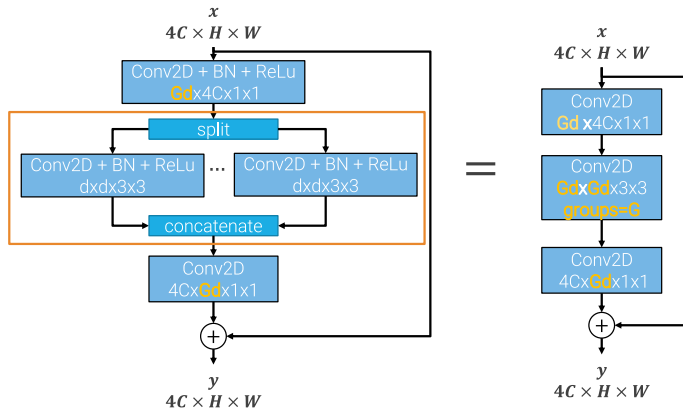 x
4C × H × W
Conv2D + BN + ReLu
Gdx4Cx1x1
split
Conv2D + BN + ReLu
dxdx3x3
...
Conv2D + BN + ReLu
dxdx3x3
concatenate
Conv2D
4CxGdx1x1
+
y
4C × H × W
=
x
4C × H × W
Conv2D
Gd x4Cx1x1
Conv2D
GdxGdx3x3
groups=G
Conv2D
4CxGdx1x1
+
y
4C × H × W